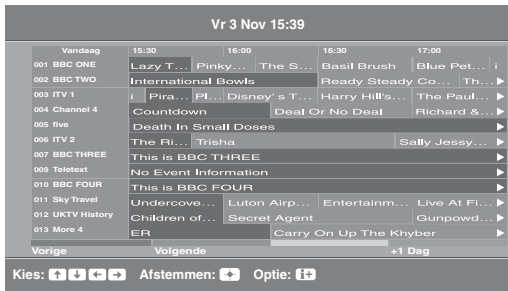 Vr 3 Nov 15:39
Vandaag 15:30 16:00 16:30 17:00
001 BBC ONE Lazy T... Pinky... The S... Basil Brush Blue Pet... i
002 BBC TWO International Bowls Ready Steady Co... Th...
003 ITV 1 i Pira... Pl... Disney's T... Harry Hill's... The Paul...
004 Channel 4 Countdown Deal Or No Deal Richard &...
005 five Death In Small Doses
006 ITV 2 The Ri... Trisha Sally Jessy...
007 BBC THREE This is BBC THREE
009 Teletext No Event Information
010 BBC FOUR This is BBC FOUR
011 Sky Travel Undercove... Luton Airp... Entertainm... Live At Fi...
012 UKTV History Children of... Secret Agent Gunpowd...
013 More 4 ER Carry On Up The Khyber
Vorige Volgende +1 Dag
Kies: Afstemmen: Optie: i+